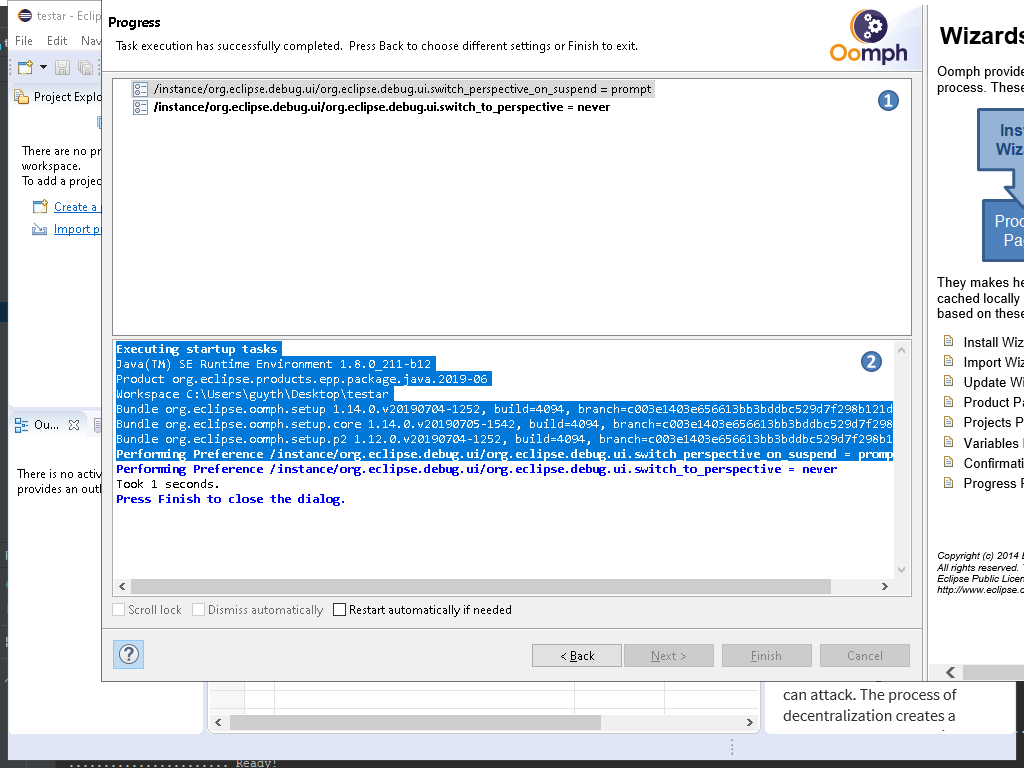 testar - Eclip
File Edit Nav
Project Explo
There are no pr
workspace.
To add a projec
Create a
Import pr
Ou...
There is no activ
provides an outl
Progress
Task execution has successfully completed. Press Back to choose different settings or Finish to exit.
Oomph
/instance/org.eclipse.debug.ui/org.eclipse.debug.ui.switch_perspective_on_suspend = prompt
/instance/org.eclipse.debug.ui/org.eclipse.debug.ui.switch_to_perspective = never
1
Executing startup tasks
Java(TM) SE Runtime Environment 1.8.0_211-b12
Product org.eclipse.products.epp.package.java.2019-06
Workspace C:\Users\guyth\Desktop\testar
Bundle org.eclipse.oomph.setup 1.14.0.v20190704-1252, build=4094, branch=c003e1403e656613bb3bddbc529d7f298b121d
Bundle org.eclipse.oomph.setup.core 1.14.0.v20190705-1542, build=4094, branch=c003e1403e656613bb3bddbc529d7f298
Bundle org.eclipse.oomph.setup.p2 1.12.0.v20190704-1252, build=4094, branch=c003e1403e656613bb3bddbc529d7f298b1
Performing Preference /instance/org.eclipse.debug.ui/org.eclipse.debug.ui.switch_perspective_on_suspend = promp
Performing Preference /instance/org.eclipse.debug.ui/org.eclipse.debug.ui.switch_to_perspective = never
Took 1 seconds.
Press Finish to close the dialog.
2
Scroll lock Dismiss automatically Restart automatically if needed
? < Back Next > Finish Cancel
Wizards
Oomph provide
process. These
Inst
Wiza
Proc
Pa
They makes he
cached locally
based on these
Install Wiz
Import Wiz
Update Wi
Product Pa
Projects P
Variables
Confirmati
Progress P
Copyright (c) 2014 E
All rights reserved. T
Eclipse Public Licen
http://www.eclipse.o
can attack. The process of
decentralization creates a
Ready!